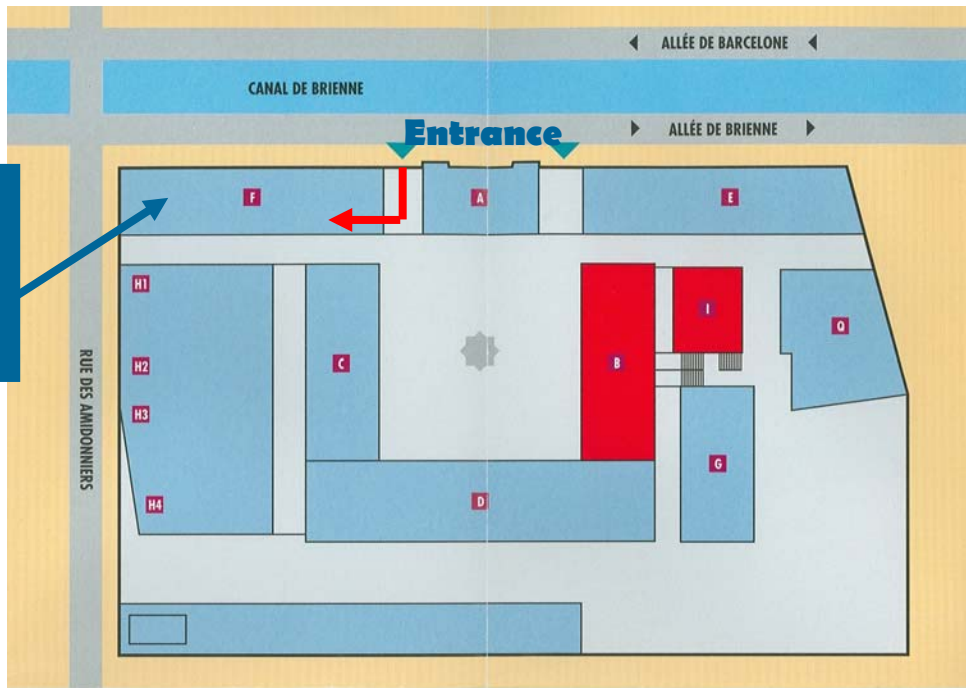 ◀ ALLÉE DE BARCELONE ◀
CANAL DE BRIENNE
Entrance
▶ ALLÉE DE BRIENNE ▶
F
A
E
H1
I
Q
H2
C
B
H3
RUE DES AMIDONNIERS
G
H4
D